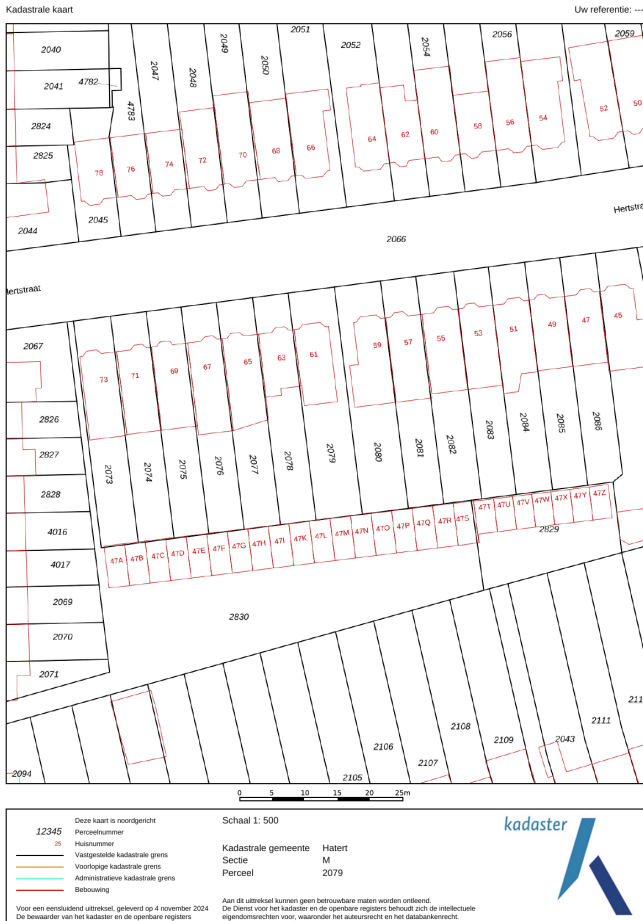 Kadastrale kaart
Uw referentie: ---
2051
2059
2040
2049
2052
2054
2056
2047
2050
2041
4782
2048
4783
52
50
2824
64
62
60
58
56
54
2825
78
76
74
72
70
68
66
2045
2044
Hertstra
2066
lertstraat
2067
73
71
69
67
65
63
61
59
57
55
53
51
49
47
45
2826
2827
2073
2074
2075
2076
2077
2078
2079
2080
2081
2082
2083
2084
2085
2086
2828
4016
47A
47B
47C
47D
47E
47F
47G
47H
47I
47K
47L
47M
47N
47O
47P
47Q
47R
47S
47T
47U
47V
47W
47X
47Y
47Z
2829
4017
2069
2830
2070
2071
211
2111
2108
2109
2043
2106
2107
2094
2105
0 5 10 15 20 25m
Deze kaart is noordgericht
12345 Perceelnummer
25 Huisnummer
Vastgestelde kadastrale grens
Voorlopige kadastrale grens
Administratieve kadastrale grens
Bebouwing
Voor een eensluidend uittreksel, geleverd op 4 november 2024
De bewaarder van het kadaster en de openbare registers
Schaal 1: 500
Kadastrale gemeente Hatert
Sectie M
Perceel 2079
Aan dit uittreksel kunnen geen betrouwbare maten worden ontleend.
De Dienst voor het kadaster en de openbare registers behoudt zich de intellectuele
eigendomsrechten voor, waaronder het auteursrecht en het databankenrecht.
kadaster